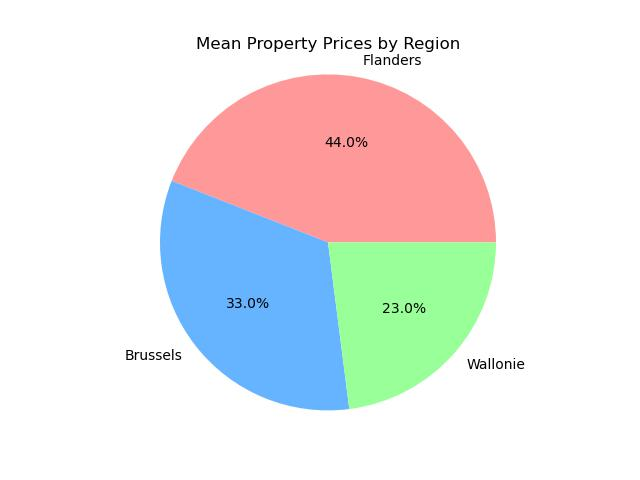 Mean Property Prices by Region
Flanders
44.0%
33.0%
23.0%
Brussels
Wallonie